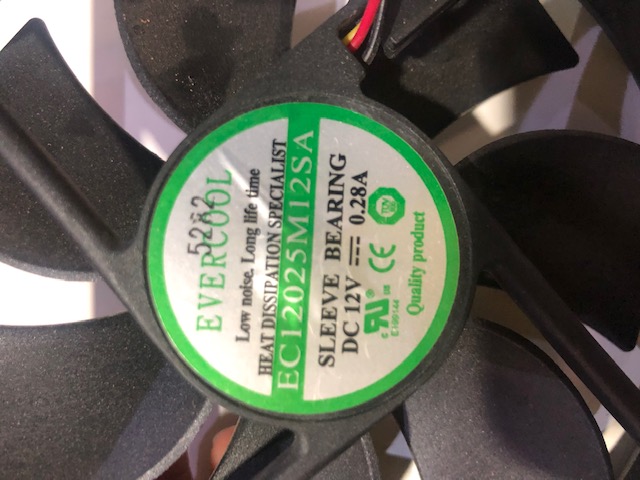 EVERCOOL
Low noise. Long life time
HEAT DISSIPATION SPECIALIST
EC12025M12SA
SLEEVE BEARING
DC 12V 0.28A
CE
Quality product